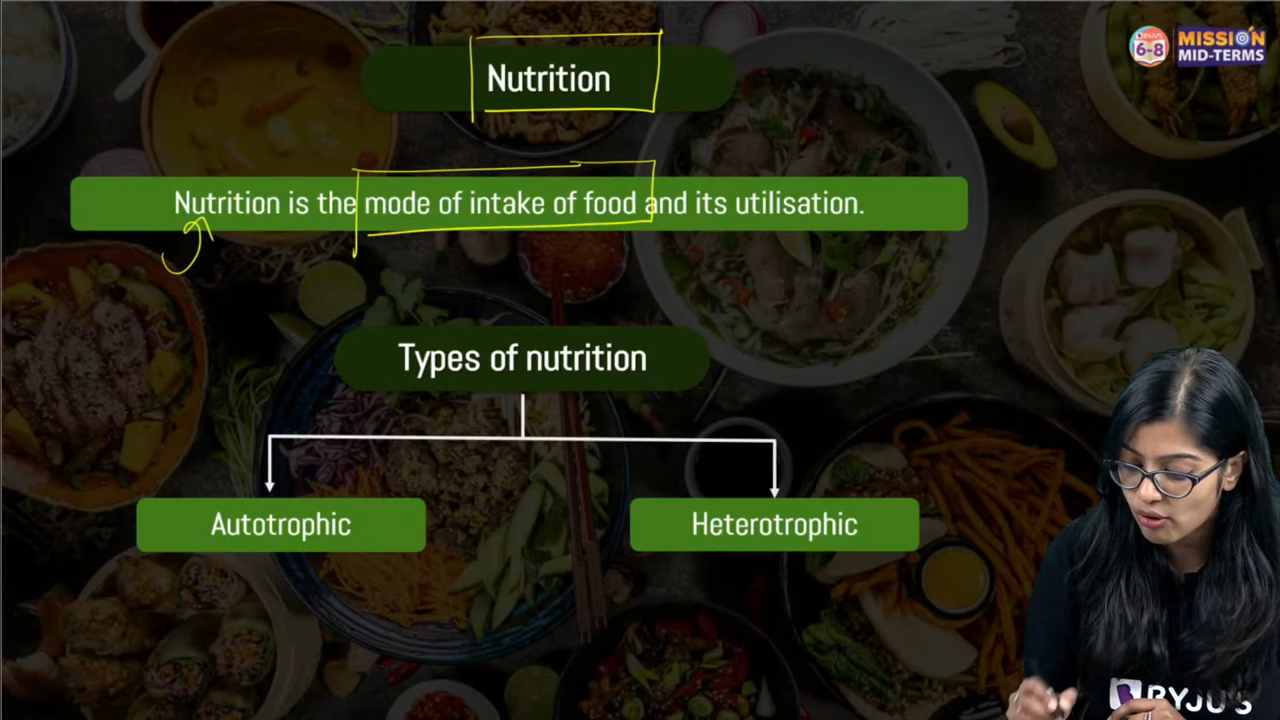 BYJU'S
6-8
MISSION
MID-TERMS
Nutrition
Nutrition is the mode of intake of food and its utilisation.
Types of nutrition
Autotrophic
Heterotrophic
BYJU'S